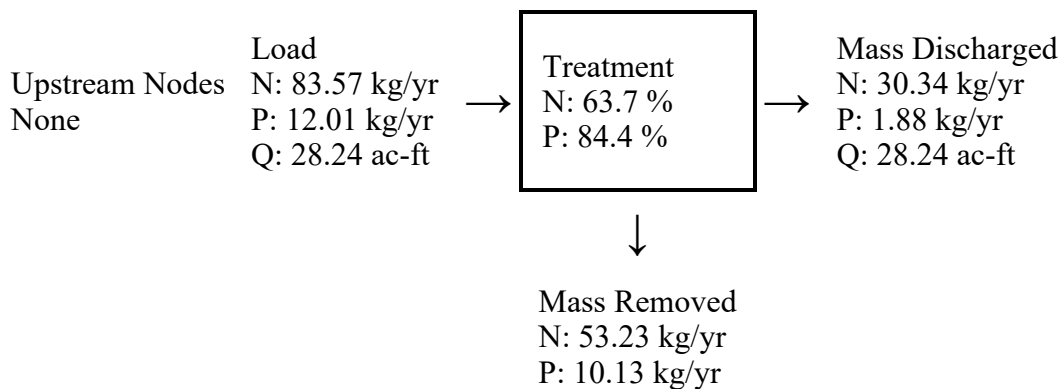 Upstream Nodes
None
Load
N: 83.57 kg/yr
P: 12.01 kg/yr
Q: 28.24 ac-ft
→
Treatment
N: 63.7 %
P: 84.4 %
→
Mass Discharged
N: 30.34 kg/yr
P: 1.88 kg/yr
Q: 28.24 ac-ft
↓
Mass Removed
N: 53.23 kg/yr
P: 10.13 kg/yr